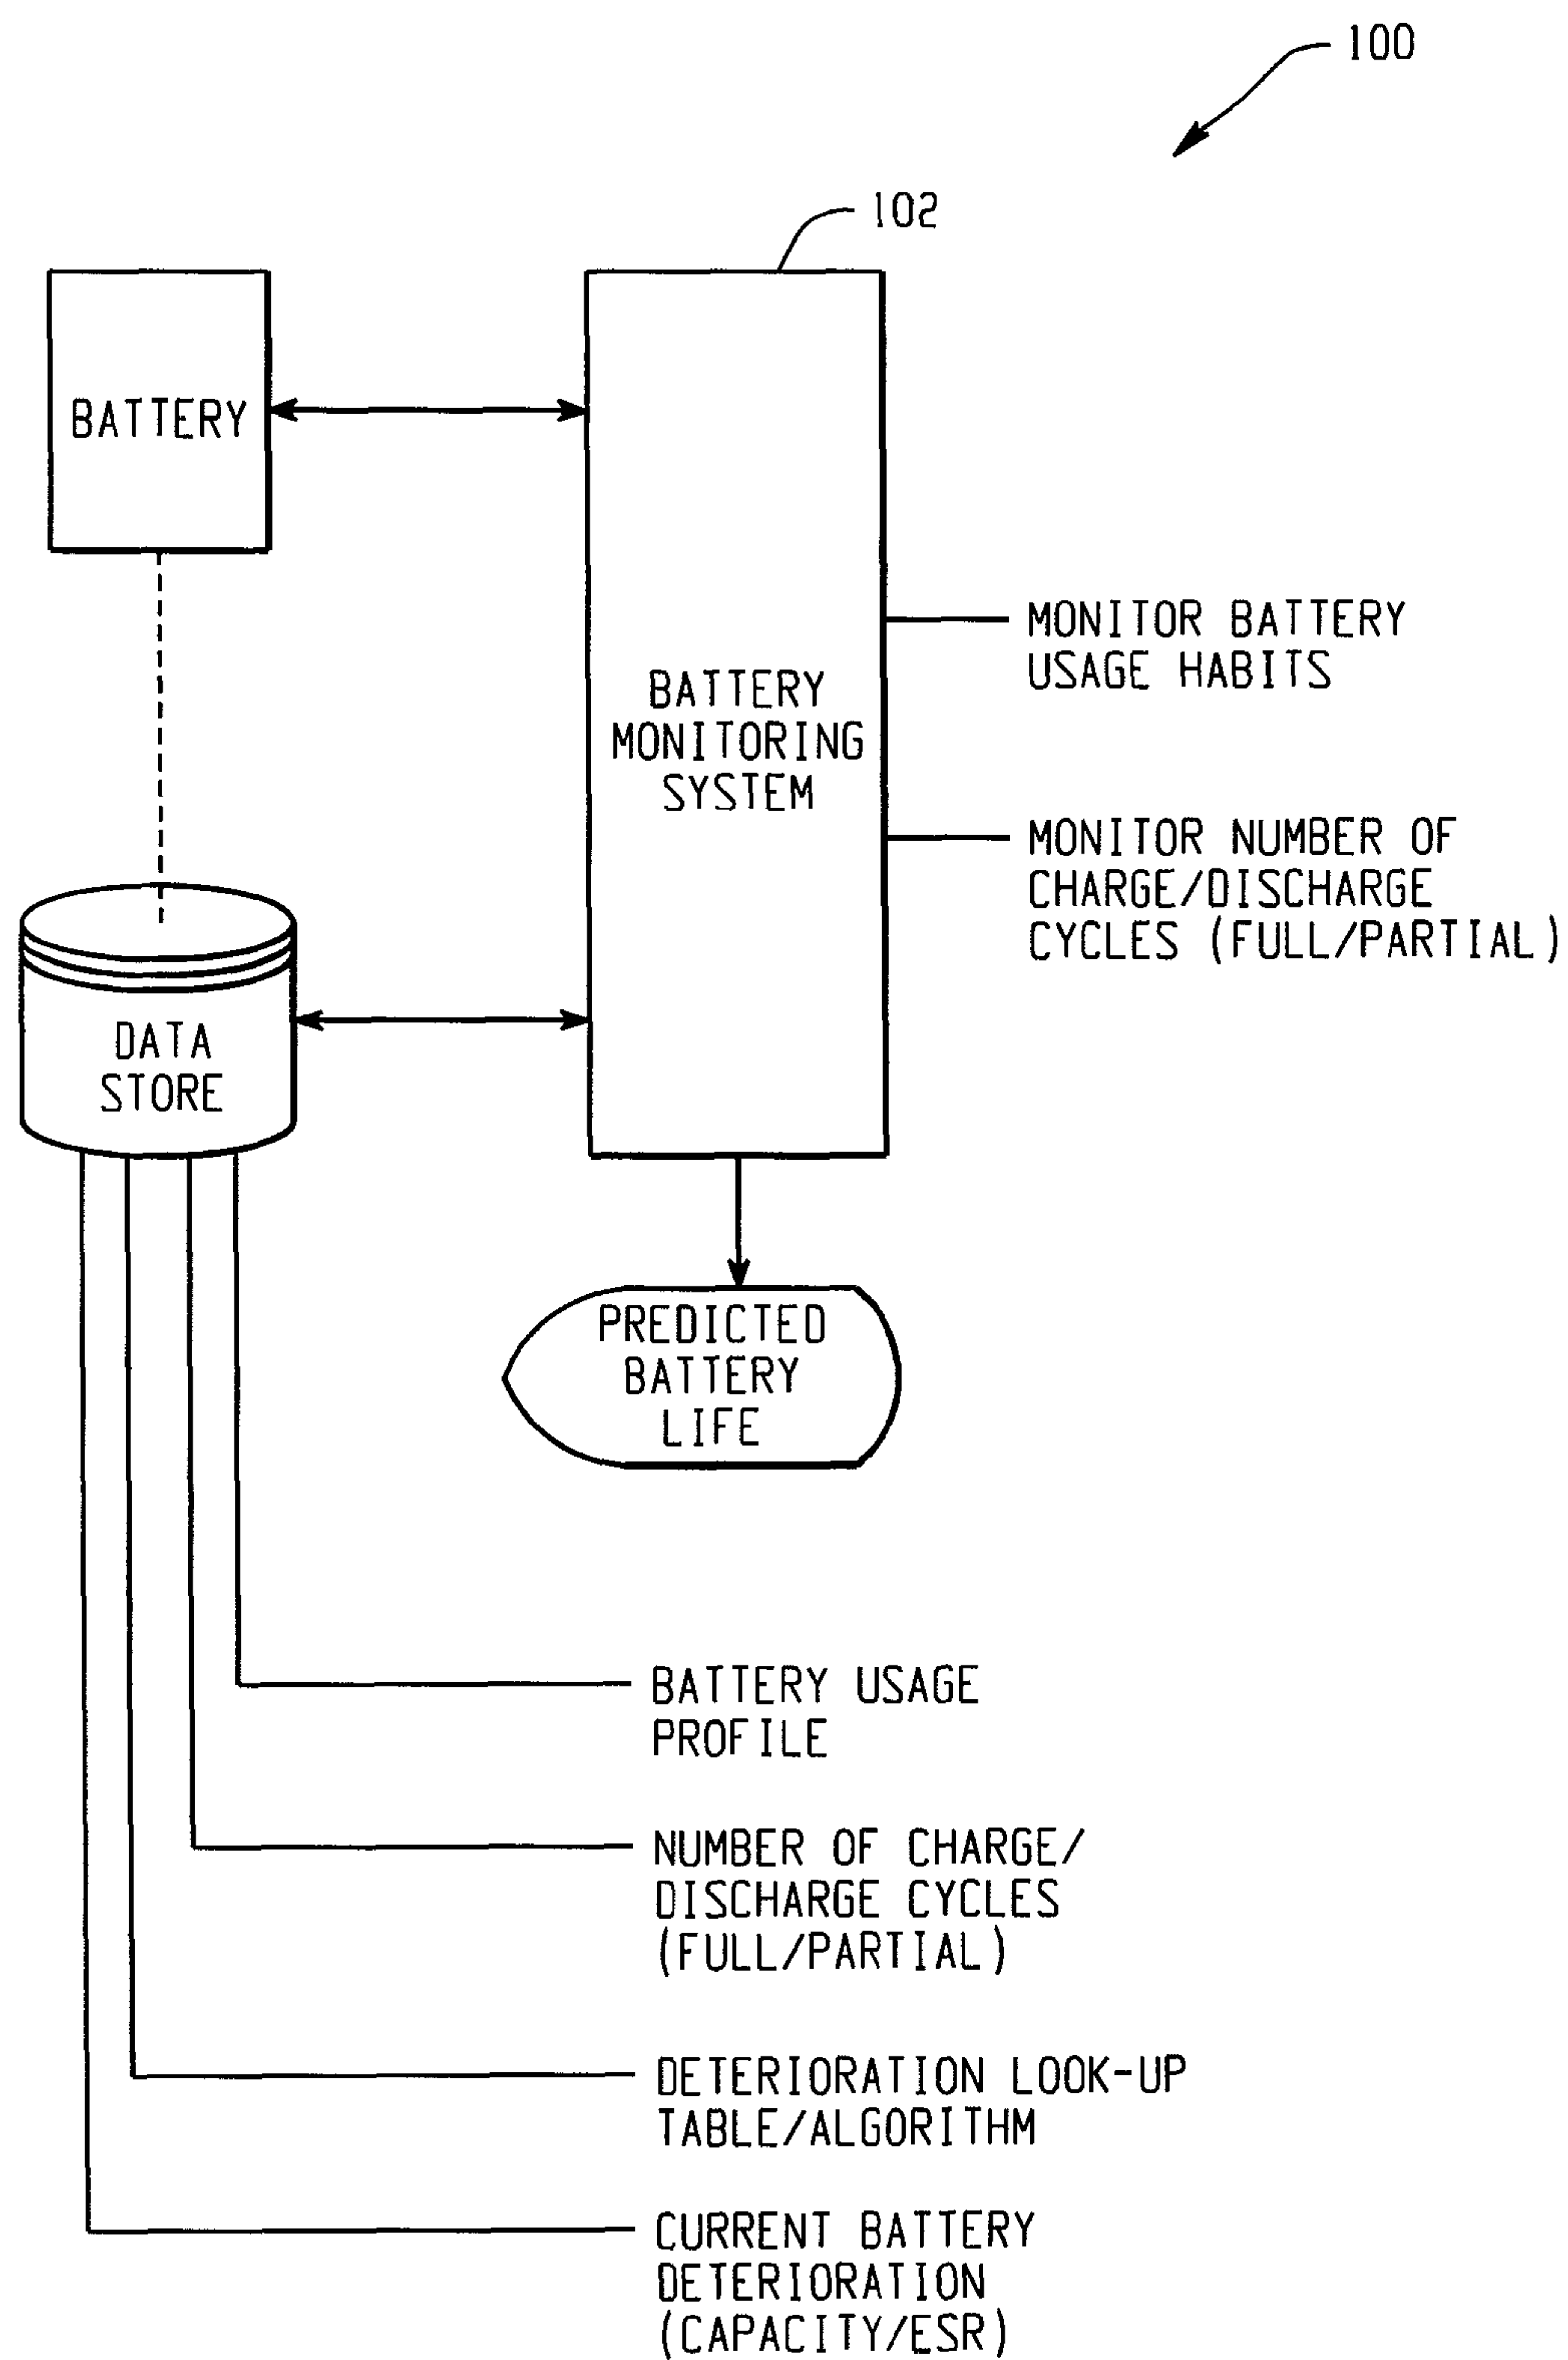 100
102
BATTERY
BATTERY
MONITORING
SYSTEM
MONITOR BATTERY
USAGE HABITS
MONITOR NUMBER OF
CHARGE/DISCHARGE
CYCLES (FULL/PARTIAL)
DATA
STORE
PREDICTED
BATTERY
LIFE
BATTERY USAGE
PROFILE
NUMBER OF CHARGE/
DISCHARGE CYCLES
(FULL/PARTIAL)
DETERIORATION LOOK-UP
TABLE/ALGORITHM
CURRENT BATTERY
DETERIORATION
(CAPACITY/ESR)